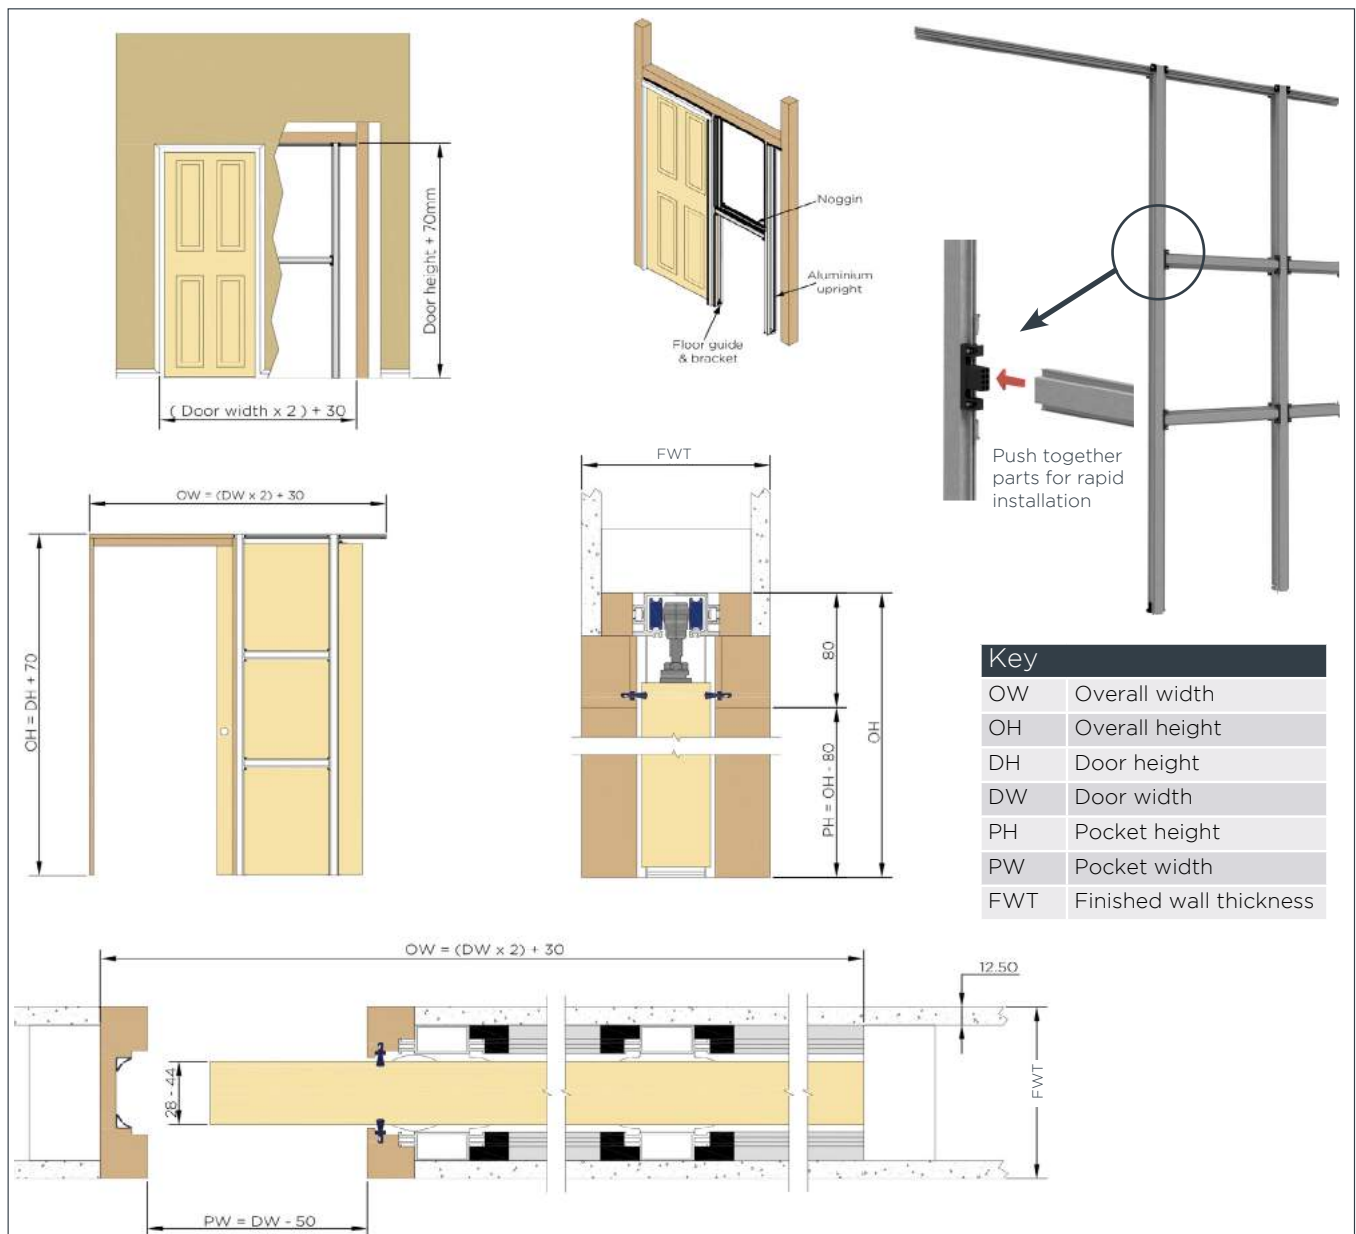 Door height + 70mm
( Door width x 2 ) + 30
Noggin
Aluminium
upright
Floor guide
& bracket
Push together
parts for rapid
installation
OW = (DW x 2) + 30
OH = DH + 70
FWT
80
OH
PH = OH - 80
Key
OW Overall width
OH Overall height
DH Door height
DW Door width
PH Pocket height
PW Pocket width
FWT Finished wall thickness
OW = (DW x 2) + 30
12.50
28 - 44
FWT
PW = DW - 50